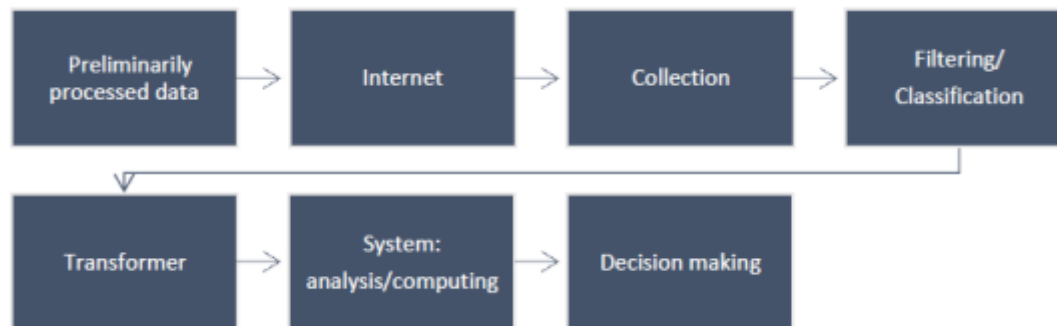 Preliminarily
processed data
Internet
Collection
Filtering/
Classification
Transformer
System:
analysis/computing
Decision making